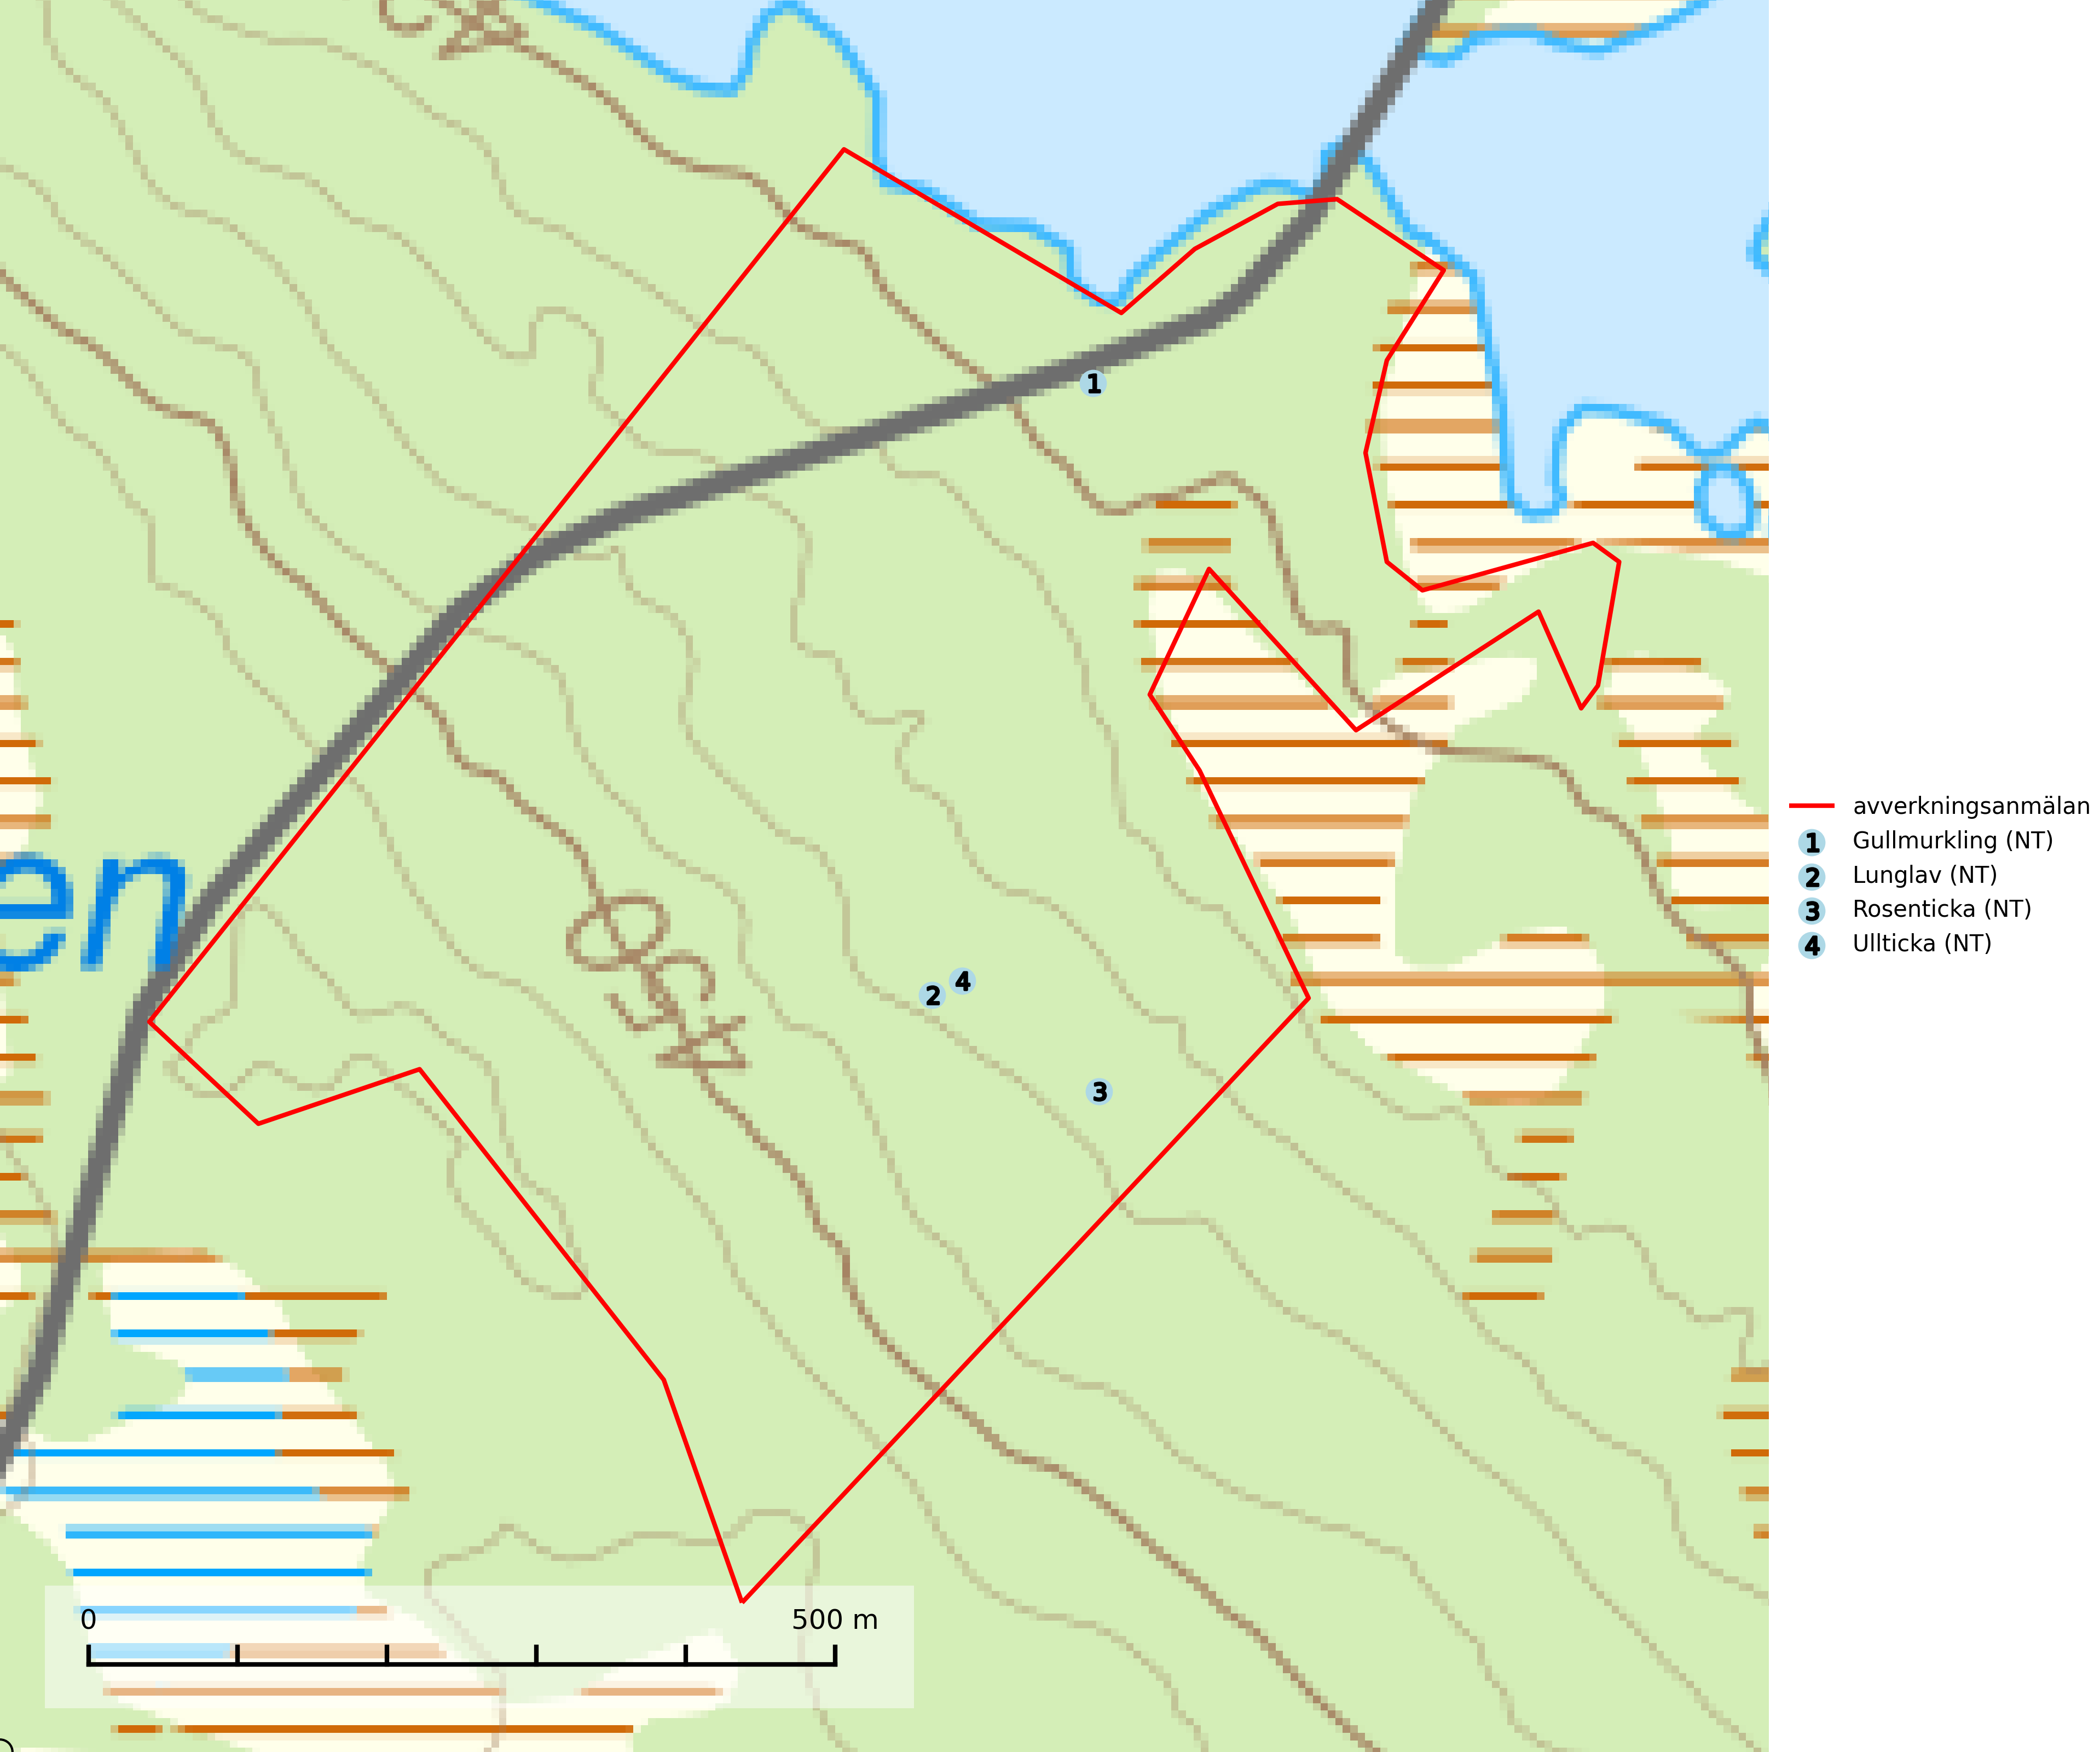 en
1
2
4
3
avverkningsanmälan
1 Gullmurkling (NT)
2 Lunglav (NT)
3 Rosenticka (NT)
4 Ullticka (NT)
0 500 m